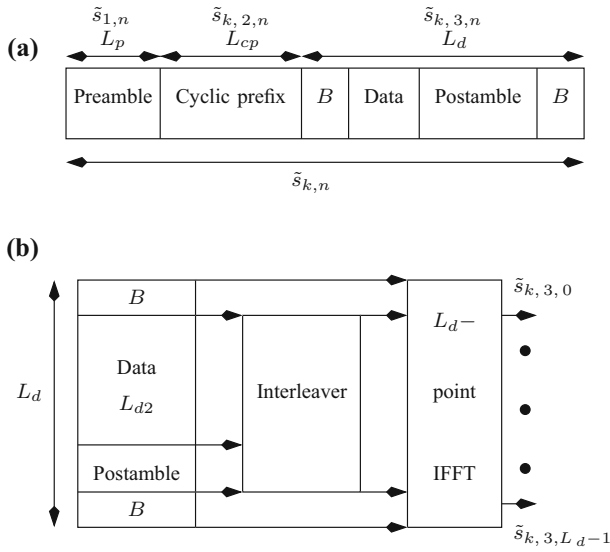 (a)
s̃1,n s̃k, 2, n s̃k, 3, n
Lp Lcp Ld
Preamble Cyclic prefix B Data Postamble B
s̃k,n
(b)
B
Data
Ld2
Postamble
B
Ld
Interleaver
Ld−
point
IFFT
s̃k, 3, 0
s̃k, 3, Ld−1